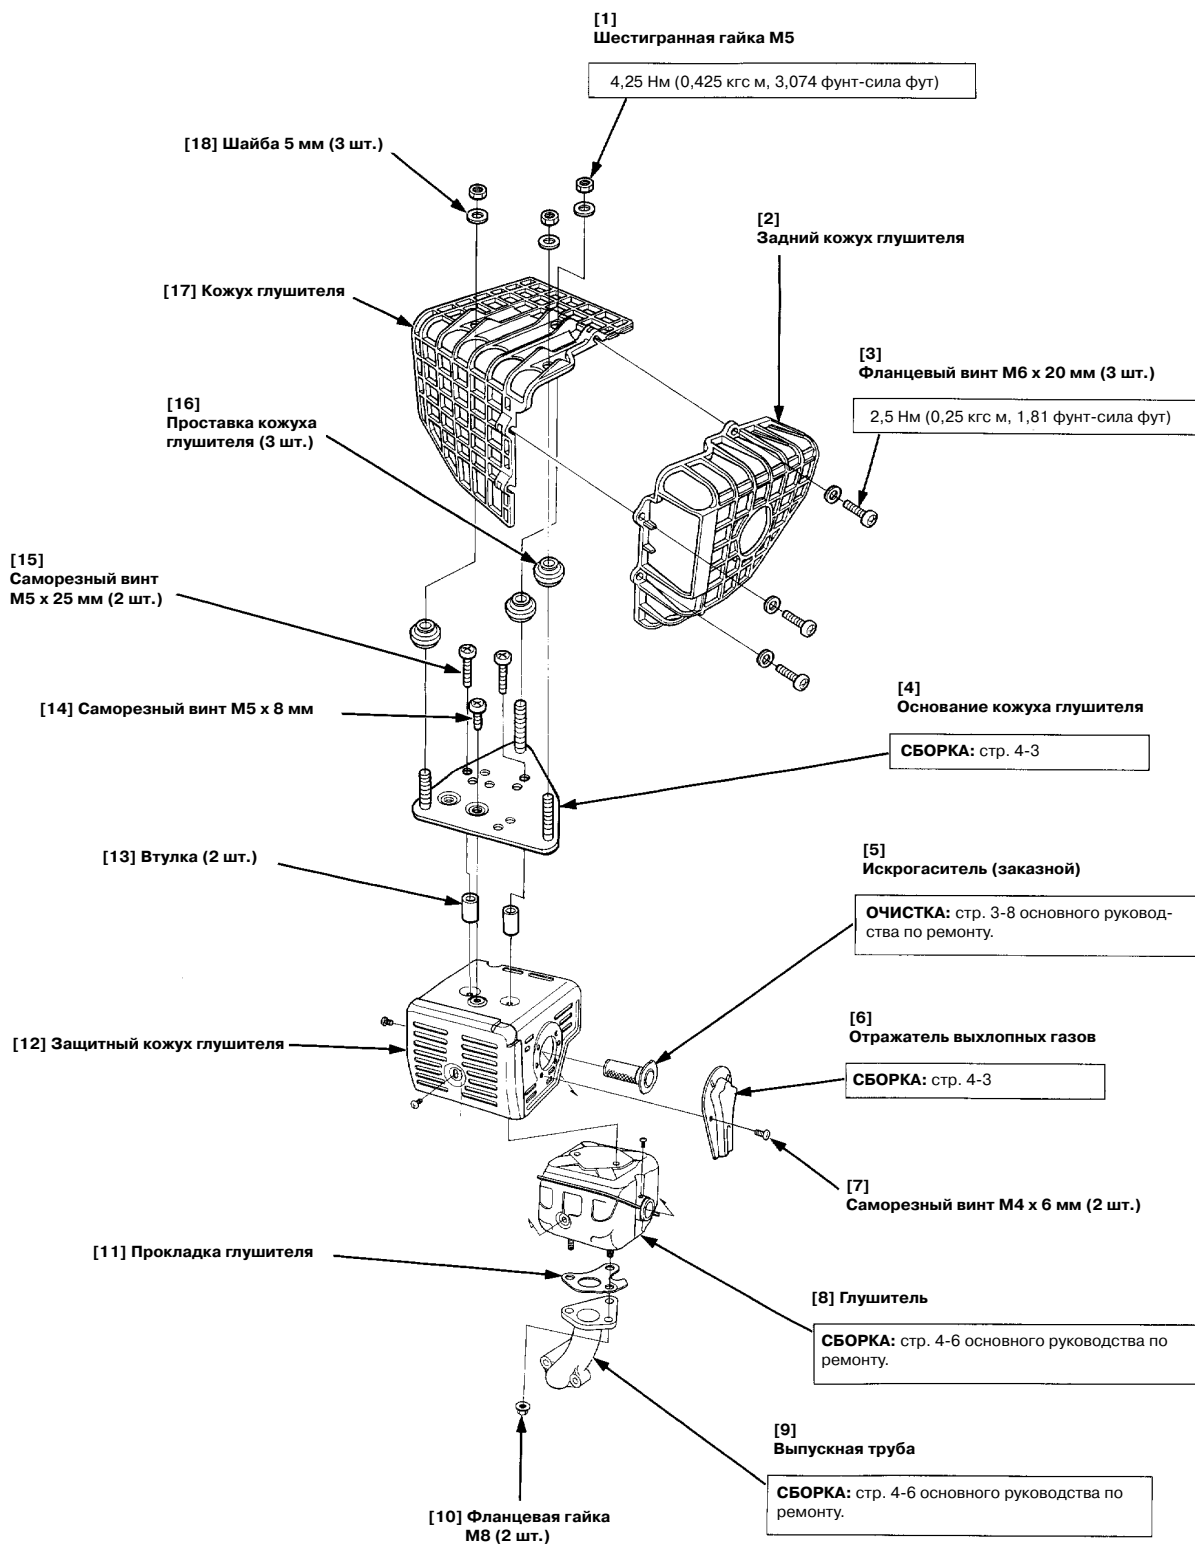 [1]
Шестигранная гайка М5
4,25 Нм (0,425 кгс м, 3,074 фунт-сила фут)
[18] Шайба 5 мм (3 шт.)
[2]
Задний кожух глушителя
[17] Кожух глушителя
[3]
Фланцевый винт М6 х 20 мм (3 шт.)
2,5 Нм (0,25 кгс м, 1,81 фунт-сила фут)
[16]
Проставка кожуха
глушителя (3 шт.)
[15]
Саморезный винт
М5 х 25 мм (2 шт.)
[4]
Основание кожуха глушителя
СБОРКА: стр. 4-3
[14] Саморезный винт М5 х 8 мм
[13] Втулка (2 шт.)
[5]
Искрогаситель (заказной)
ОЧИСТКА: стр. 3-8 основного руковод-
ства по ремонту.
[12] Защитный кожух глушителя
[6]
Отражатель выхлопных газов
СБОРКА: стр. 4-3
[7]
Саморезный винт М4 х 6 мм (2 шт.)
[11] Прокладка глушителя
[8] Глушитель
СБОРКА: стр. 4-6 основного руководства по
ремонту.
[9]
Выпускная труба
СБОРКА: стр. 4-6 основного руководства по
ремонту.
[10] Фланцевая гайка
М8 (2 шт.)